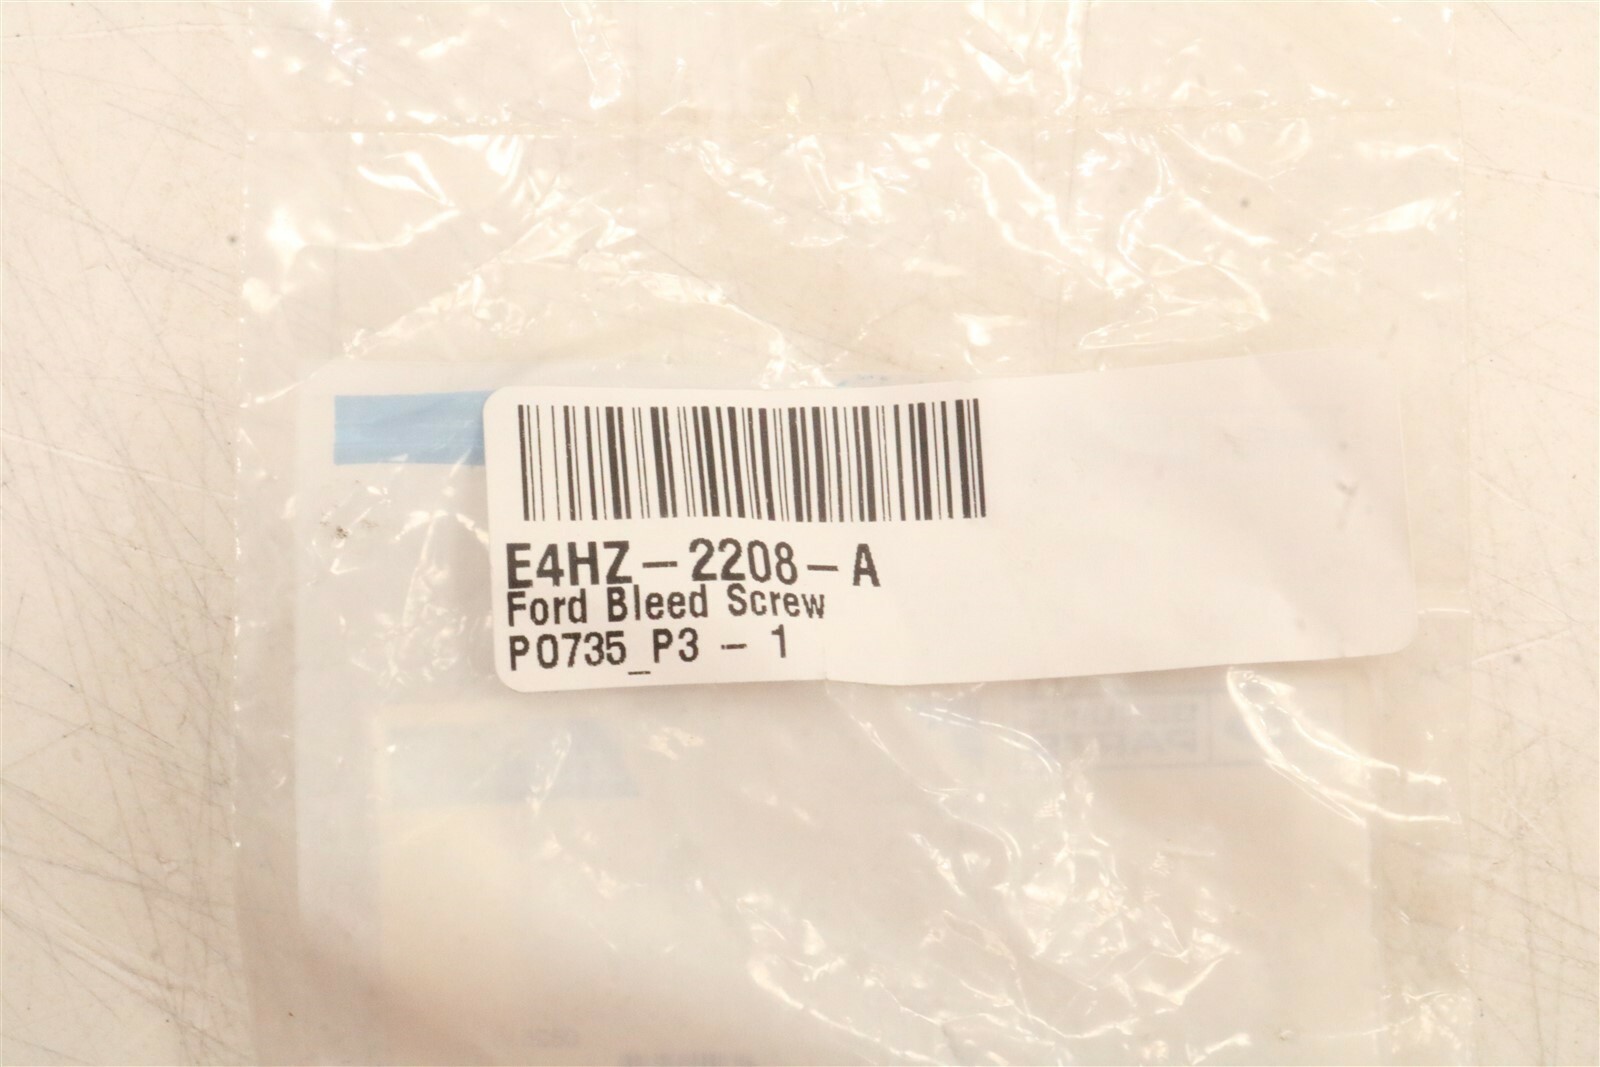 E4HZ-2208-A
Ford Bleed Screw
P0735_P3 - 1